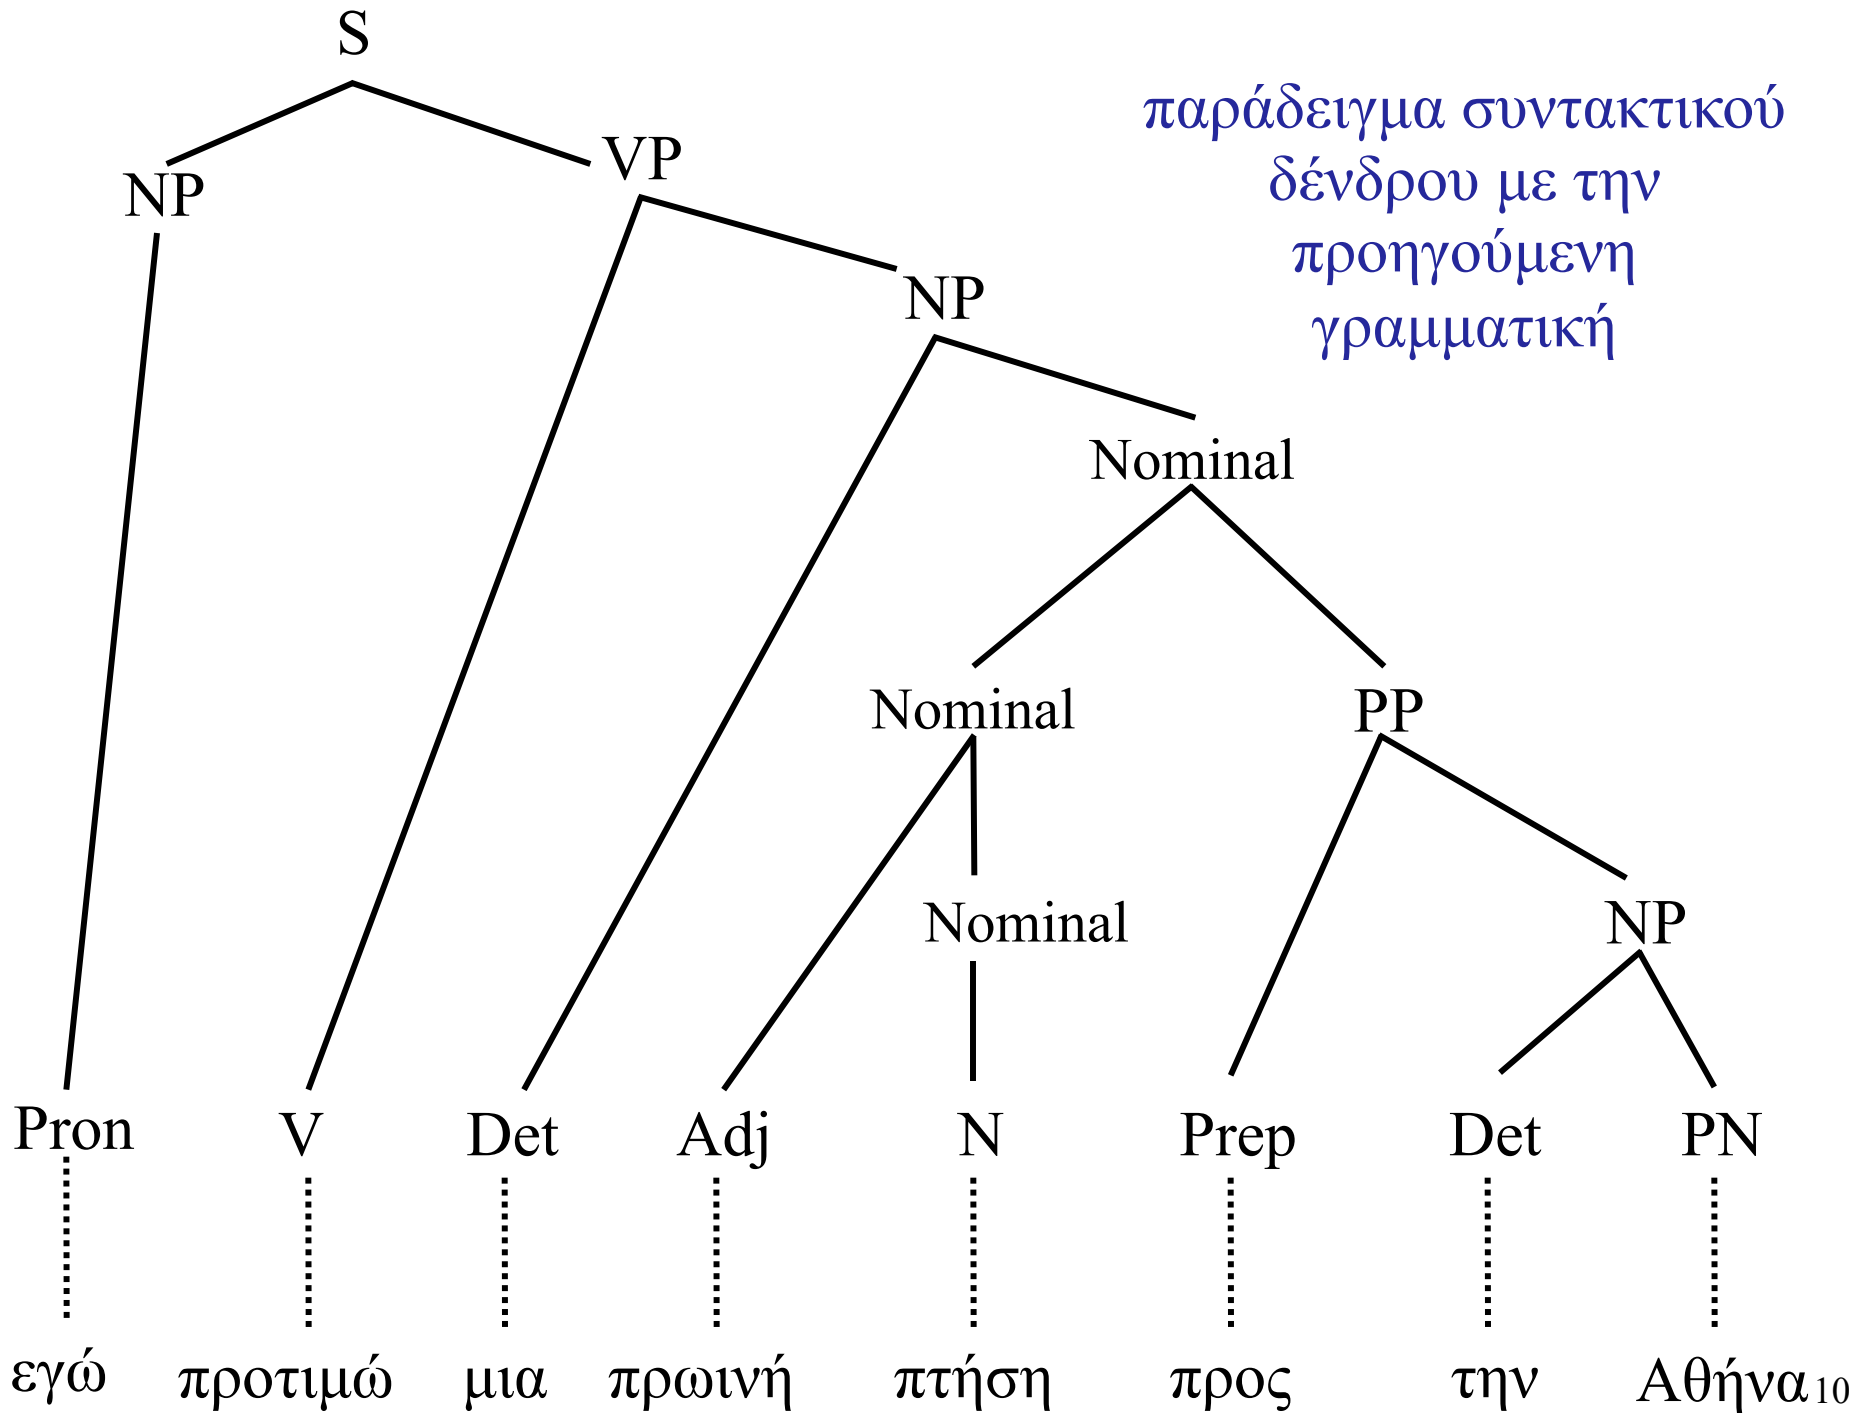 S
παράδειγμα συντακτικού
δένδρου με την
προηγούμενη
γραμματική
NP VP
NP
Nominal
Nominal PP
Nominal NP
Pron V Det Adj N Prep Det PN
εγώ προτιμώ μια πρωινή πτήση προς την Αθήνα 10